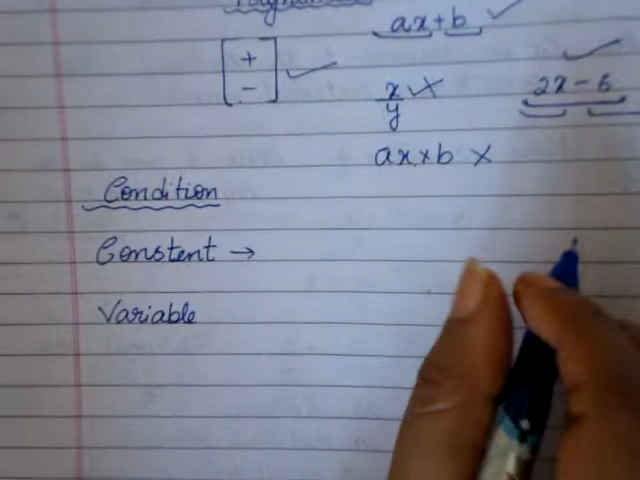 ax+b ✓
[+ -] ✓
x/y ✓ 2x-6
ax×b ×
Condition
Constent →
Variable